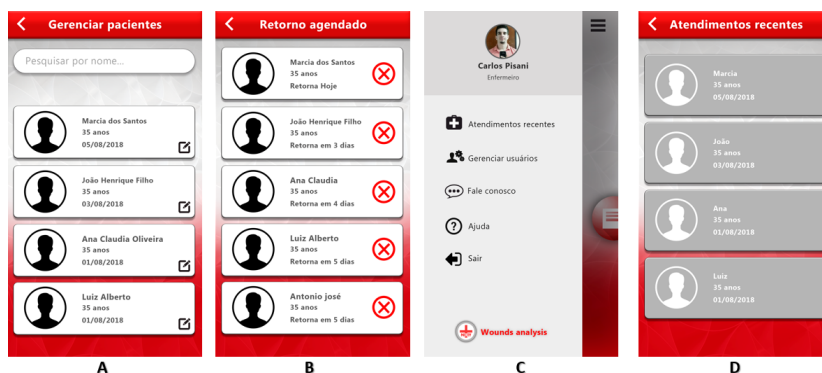 Gerenciar pacientes
Pesquisar por nome...
Marcia dos Santos
35 anos
05/08/2018
João Henrique Filho
35 anos
03/08/2018
Ana Claudia Oliveira
35 anos
01/08/2018
Luiz Alberto
35 anos
01/08/2018
A
Retorno agendado
Marcia dos Santos
35 anos
Retorna Hoje
João Henrique Filho
35 anos
Retorna em 3 dias
Ana Claudia
35 anos
Retorna em 4 dias
Luiz Alberto
35 anos
Retorna em 5 dias
Antonio josé
35 anos
Retorna em 5 dias
B
Carlos Pisani
Enfermeiro
Atendimentos recentes
Gerenciar usuários
Fale conosco
Ajuda
Sair
Wounds analysis
C
Atendimentos recentes
Marcia
35 anos
05/08/2018
João
35 anos
03/08/2018
Ana
35 anos
01/08/2018
Luiz
35 anos
01/08/2018
D